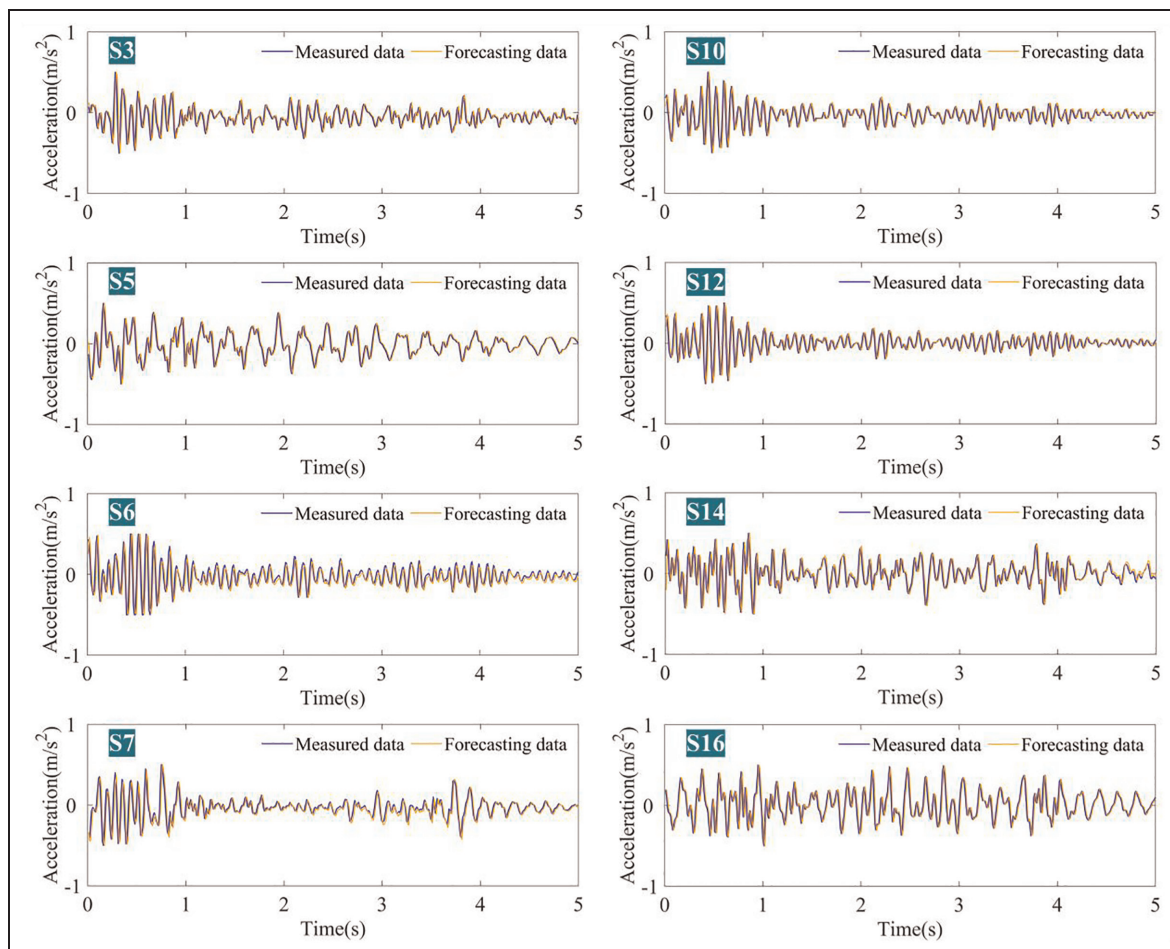 S3
Measured data Forecasting data
Acceleration(m/s²)
1
0
-1
0 1 2 3 4 5
Time(s)
S10
Measured data Forecasting data
Acceleration(m/s²)
1
0
-1
0 1 2 3 4 5
Time(s)
S5
Measured data Forecasting data
Acceleration(m/s²)
1
0
-1
0 1 2 3 4 5
Time(s)
S12
Measured data Forecasting data
Acceleration(m/s²)
1
0
-1
0 1 2 3 4 5
Time(s)
S6
Measured data Forecasting data
Acceleration(m/s²)
1
0
-1
0 1 2 3 4 5
Time(s)
S14
Measured data Forecasting data
Acceleration(m/s²)
1
0
-1
0 1 2 3 4 5
Time(s)
S7
Measured data Forecasting data
Acceleration(m/s²)
1
0
-1
0 1 2 3 4 5
Time(s)
S16
Measured data Forecasting data
Acceleration(m/s²)
1
0
-1
0 1 2 3 4 5
Time(s)